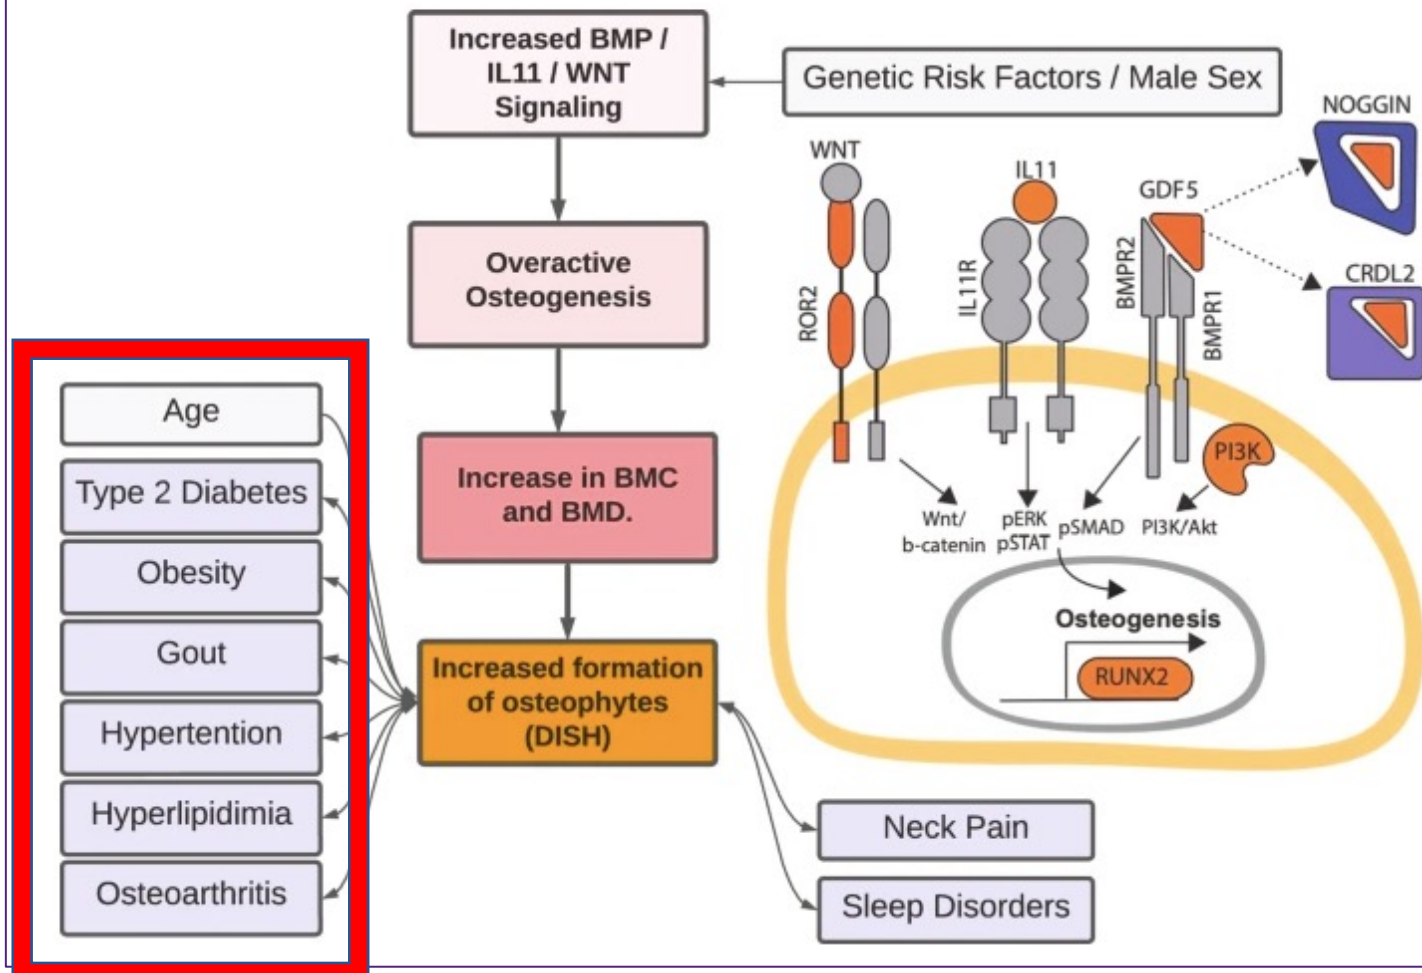 Increased BMP /
IL11 / WNT
Signaling
Genetic Risk Factors / Male Sex
Overactive
Osteogenesis
Increase in BMC
and BMD.
Increased formation
of osteophytes
(DISH)
Age
Type 2 Diabetes
Obesity
Gout
Hypertention
Hyperlipidimia
Osteoarthritis
Neck Pain
Sleep Disorders
NOGGIN
WNT
IL11
GDF5
CRDL2
ROR2
IL11R
BMPR2
BMPR1
PI3K
Wnt/
b-catenin
pERK
pSTAT
pSMAD
PI3K/Akt
Osteogenesis
RUNX2